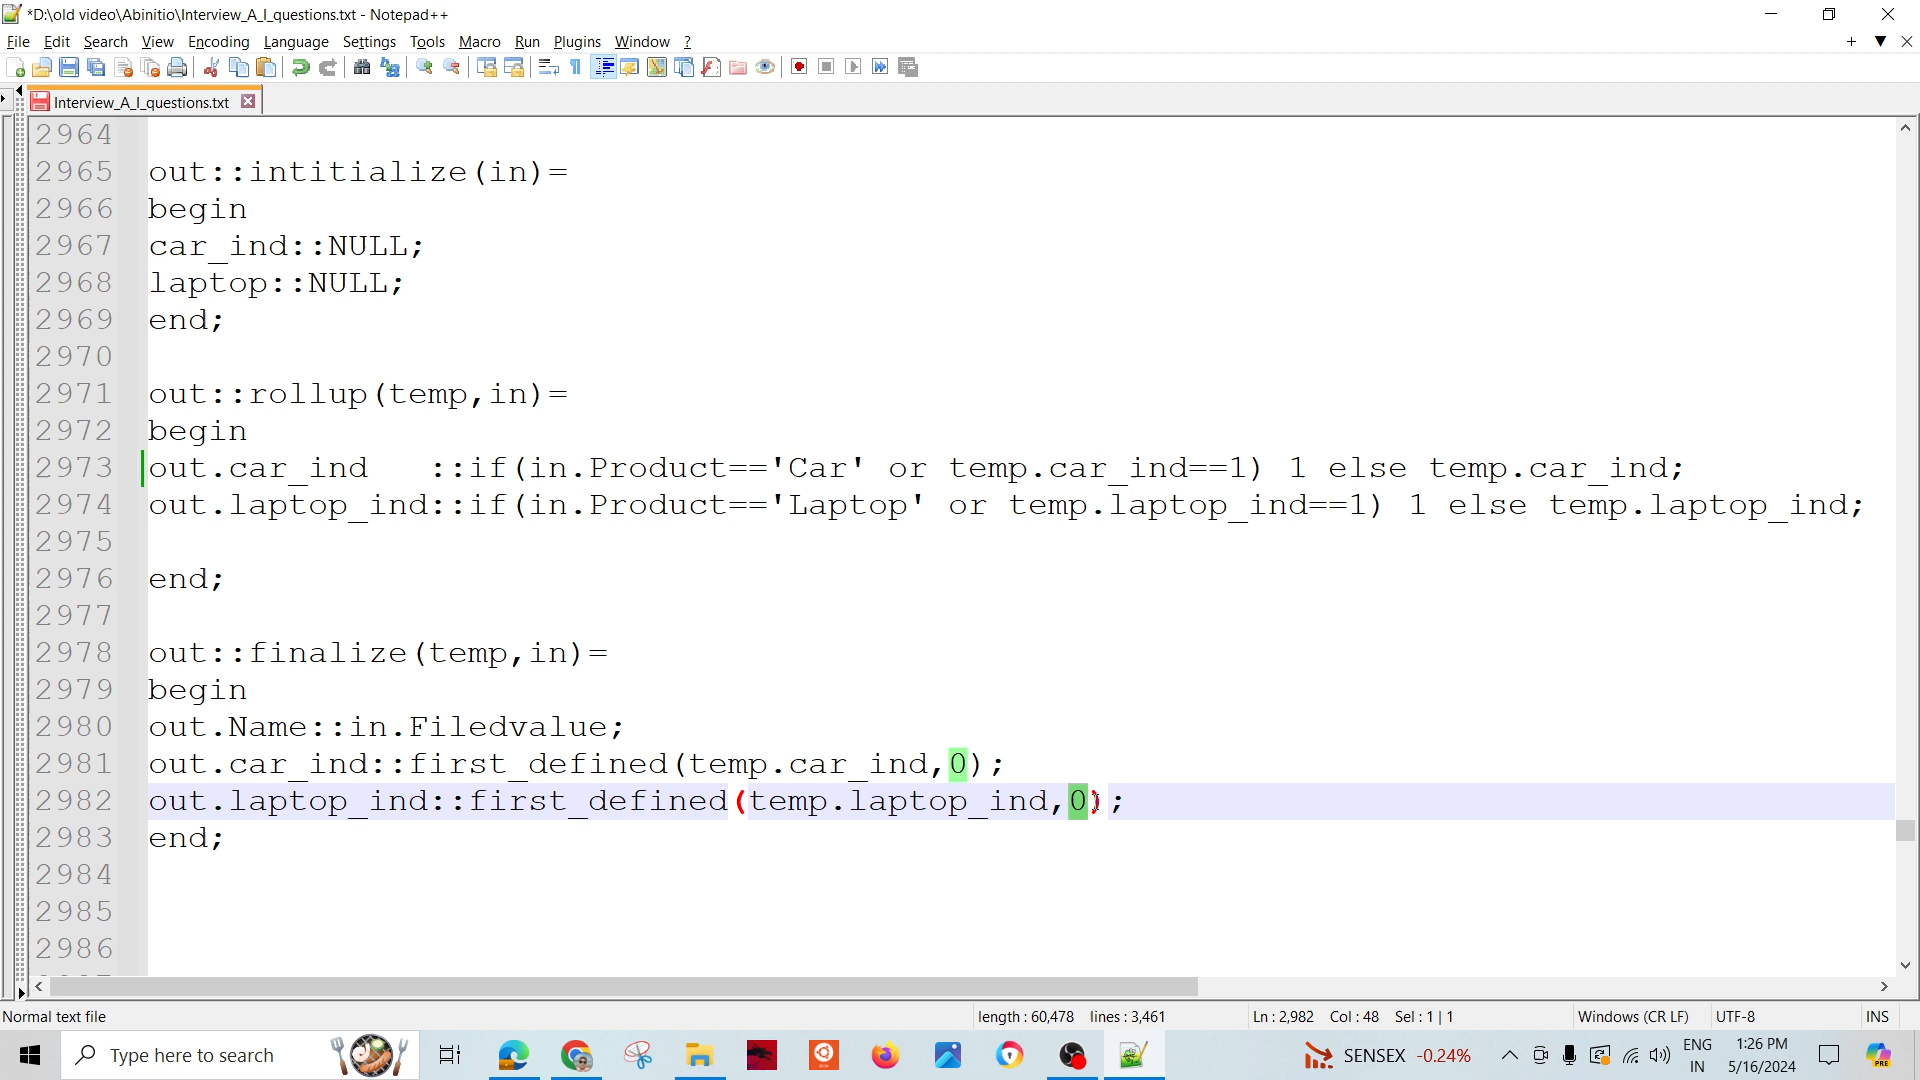 *D:\old video\Abinitio\Interview_A_I_questions.txt - Notepad++
File Edit Search View Encoding Language Settings Tools Macro Run Plugins Window ?
Interview_A_I_questions.txt
2964
2965 out::intitialize(in)=
2966 begin
2967 car_ind::NULL;
2968 laptop::NULL;
2969 end;
2970
2971 out::rollup(temp,in)=
2972 begin
2973 out.car_ind   ::if(in.Product=='Car' or temp.car_ind==1) 1 else temp.car_ind;
2974 out.laptop_ind::if(in.Product=='Laptop' or temp.laptop_ind==1) 1 else temp.laptop_ind;
2975
2976 end;
2977
2978 out::finalize(temp,in)=
2979 begin
2980 out.Name::in.Filedvalue;
2981 out.car_ind::first_defined(temp.car_ind,0);
2982 out.laptop_ind::first_defined(temp.laptop_ind,0);
2983 end;
2984
2985
2986
Normal text file length : 60,478 lines : 3,461 Ln : 2,982 Col : 48 Sel : 1 | 1 Windows (CR LF) UTF-8 INS
Type here to search SENSEX -0.24% ENG IN 1:26 PM 5/16/2024